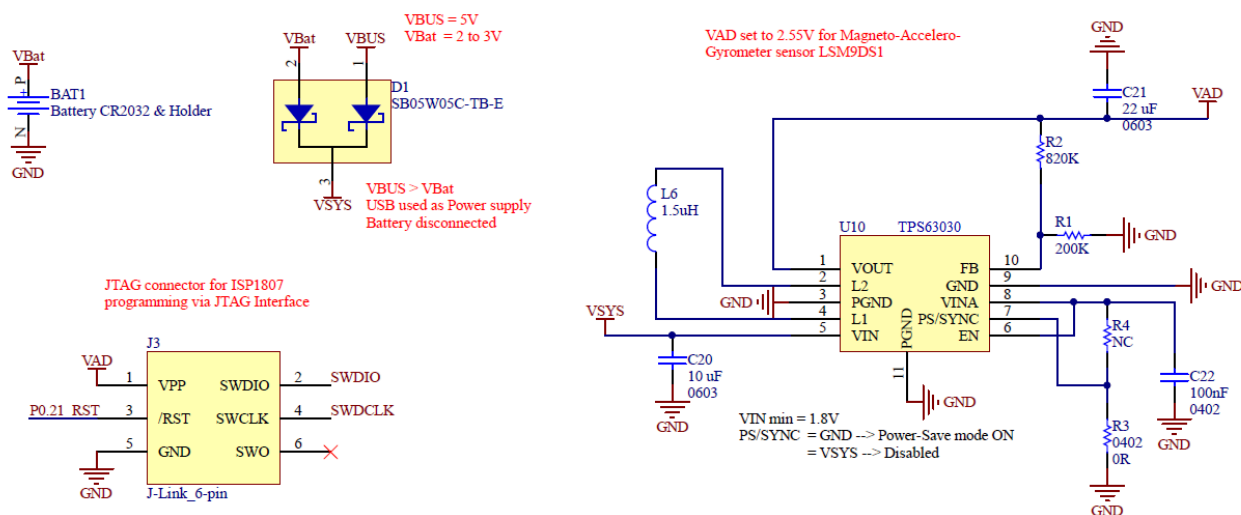 VBat
P
BAT1
Battery CR2032 & Holder
N
GND
VBUS = 5V
VBat = 2 to 3V
VBat
VBUS
2
1
D1
SB05W05C-TB-E
3
VSYS
VBUS > VBat
USB used as Power supply
Battery disconnected
JTAG connector for ISP1807
programming via JTAG Interface
J3
VAD
1
VPP
SWDIO
2
SWDIO
P0.21_RST
3
/RST
SWCLK
4
SWDCLK
5
GND
SWO
6
GND
J-Link_6-pin
VAD set to 2.55V for Magneto-Accelero-
Gyrometer sensor LSM9DS1
GND
C21
22 uF
0603
VAD
R2
820K
R1
200K
GND
L6
1.5uH
U10
TPS63030
1
VOUT
FB
10
2
L2
GND
9
GND
GND
3
PGND
VINA
8
4
L1
PS/SYNC
7
VSYS
5
VIN
EN
6
PGND
11
GND
C20
10 uF
0603
GND
R4
NC
C22
100nF
0402
GND
R3
0402
0R
GND
VIN min = 1.8V
PS/SYNC = GND --> Power-Save mode ON
= VSYS --> Disabled